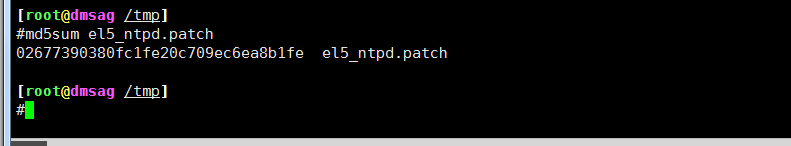 [root@dmsag /tmp]
#md5sum el5_ntpd.patch
02677390380fc1fe20c709ec6ea8b1fe  el5_ntpd.patch
[root@dmsag /tmp]
#